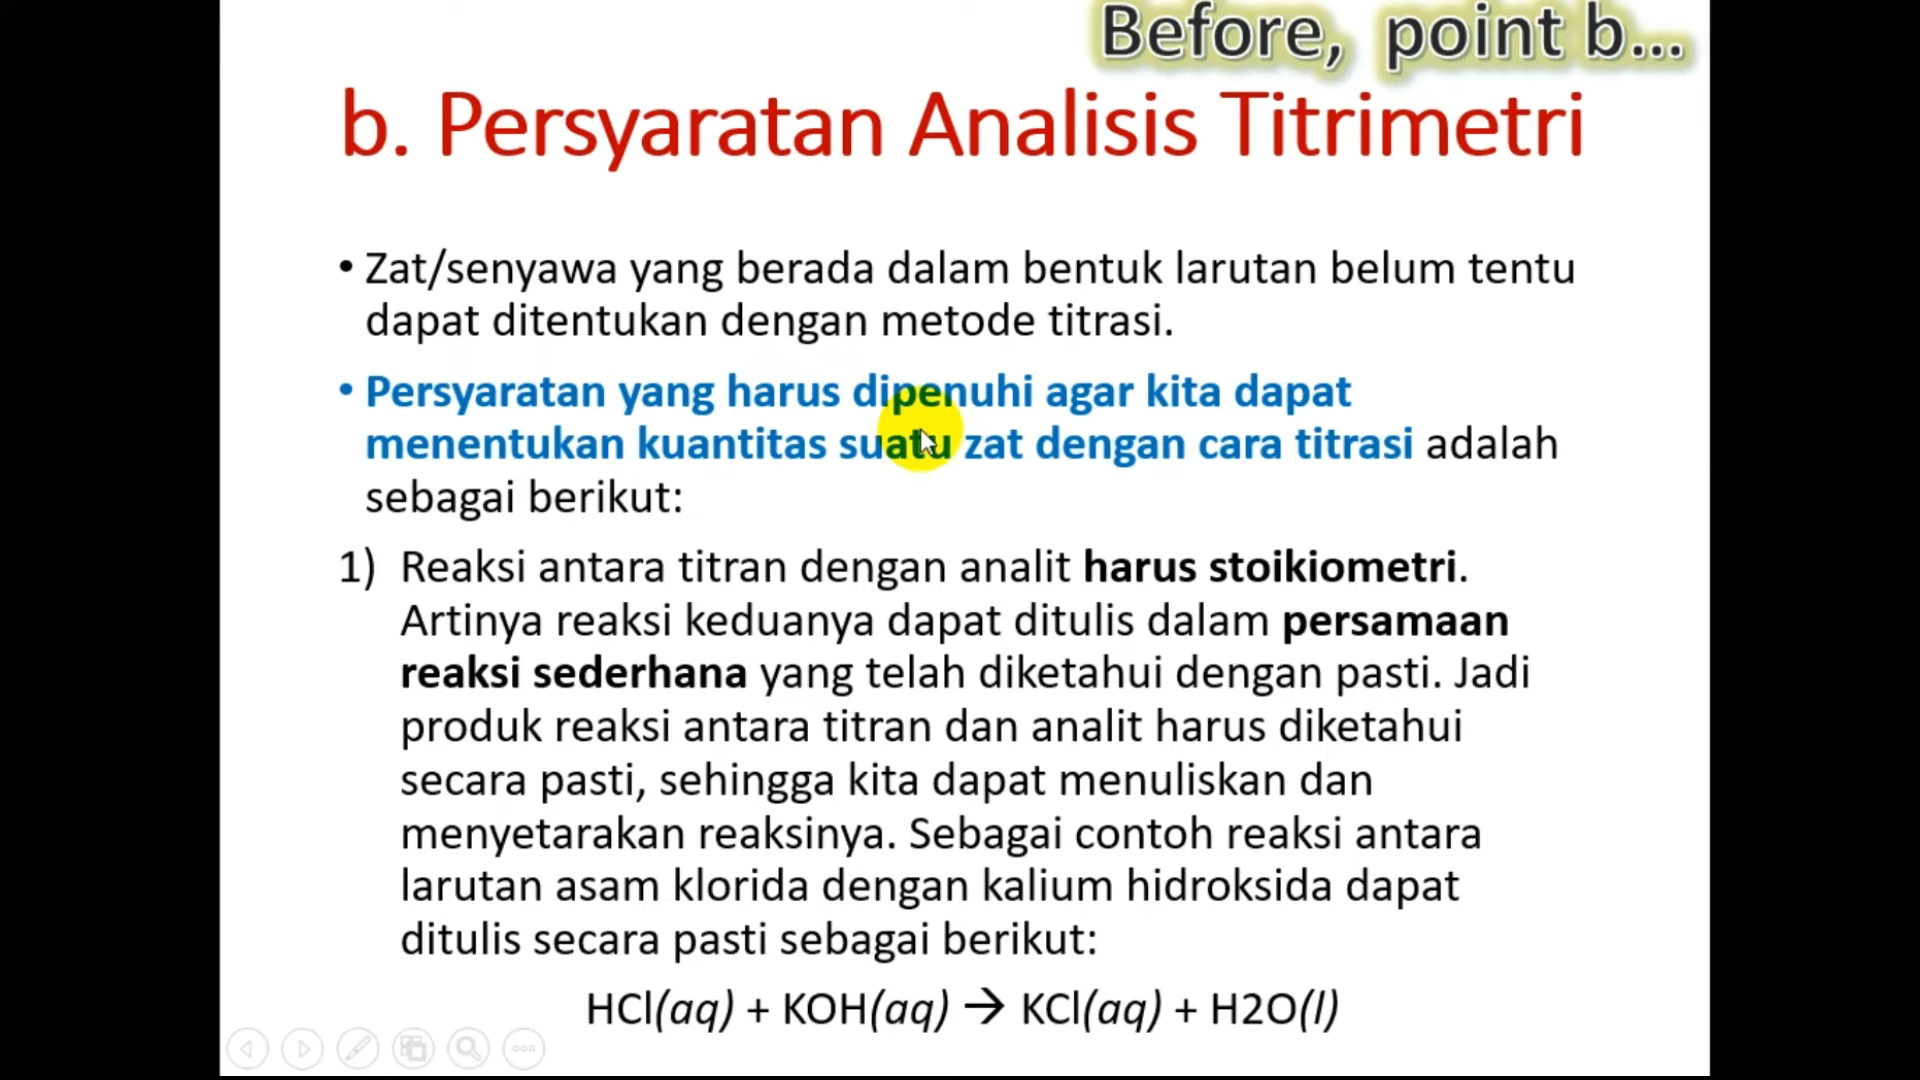 Before, point b...
b. Persyaratan Analisis Titrimetri
• Zat/senyawa yang berada dalam bentuk larutan belum tentu
dapat ditentukan dengan metode titrasi.
• Persyaratan yang harus dipenuhi agar kita dapat
menentukan kuantitas suatu zat dengan cara titrasi adalah
sebagai berikut:
1) Reaksi antara titran dengan analit harus stoikiometri.
Artinya reaksi keduanya dapat ditulis dalam persamaan
reaksi sederhana yang telah diketahui dengan pasti. Jadi
produk reaksi antara titran dan analit harus diketahui
secara pasti, sehingga kita dapat menuliskan dan
menyetarakan reaksinya. Sebagai contoh reaksi antara
larutan asam klorida dengan kalium hidroksida dapat
ditulis secara pasti sebagai berikut:
HCl(aq) + KOH(aq) → KCl(aq) + H2O(l)